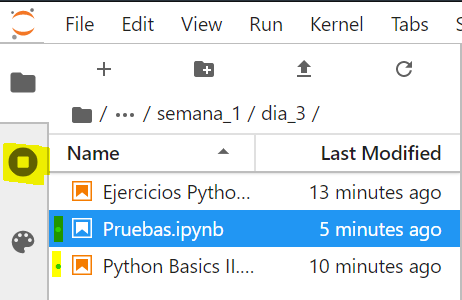 File Edit View Run Kernel Tabs S
/ ··· / semana_1 / dia_3 /
Name Last Modified
Ejercicios Pytho... 13 minutes ago
Pruebas.ipynb 5 minutes ago
Python Basics II.... 10 minutes ago